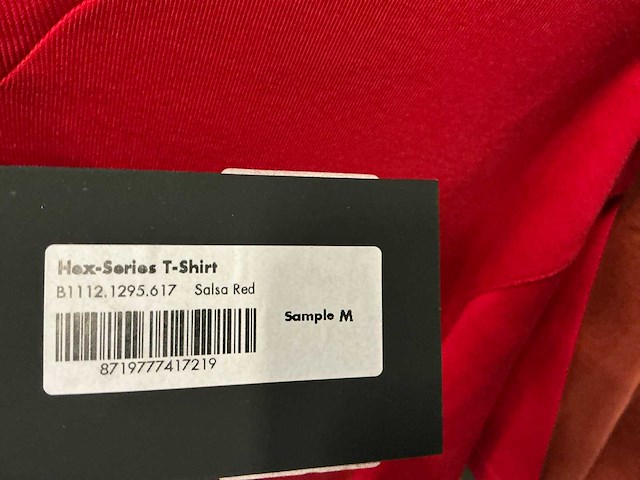 Hex-Series T-Shirt
B1112.1295.617 Salsa Red
Sample M
8719777417219